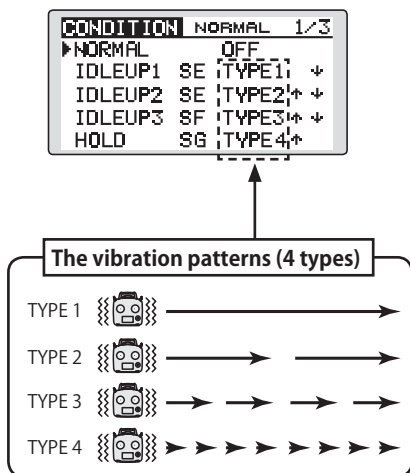 CONDITION NORMAL 1/3
▶NORMAL OFF
IDLEUP1 SE TYPE1 ↓
IDLEUP2 SE TYPE2 ↑ ↓
IDLEUP3 SF TYPE3 ↑ ↓
HOLD SG TYPE4 ↑
The vibration patterns (4 types)
TYPE 1
TYPE 2
TYPE 3
TYPE 4